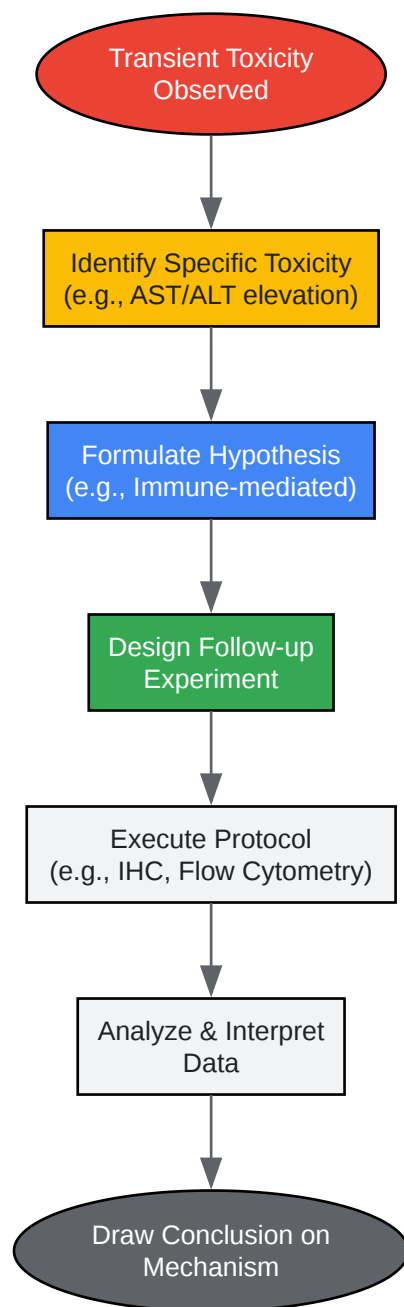 Transient Toxicity
Observed
Identify Specific Toxicity
(e.g., AST/ALT elevation)
Formulate Hypothesis
(e.g., Immune-mediated)
Design Follow-up
Experiment
Execute Protocol
(e.g., IHC, Flow Cytometry)
Analyze & Interpret
Data
Draw Conclusion on
Mechanism